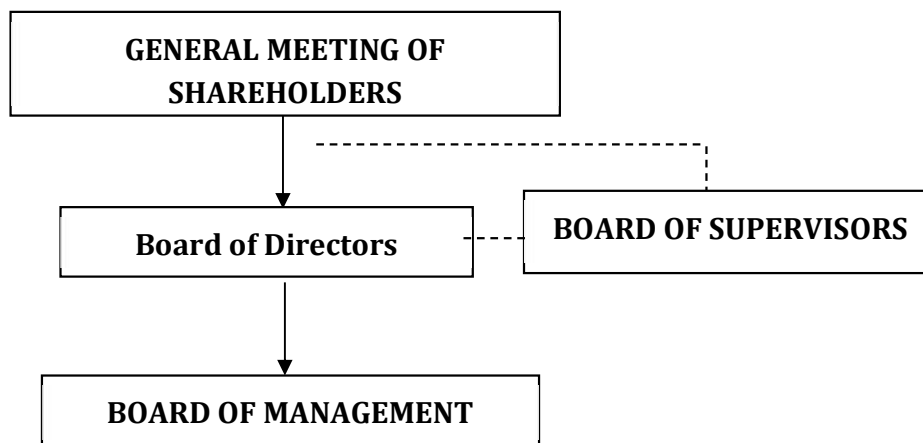 GENERAL MEETING OF
SHAREHOLDERS
Board of Directors
BOARD OF SUPERVISORS
BOARD OF MANAGEMENT